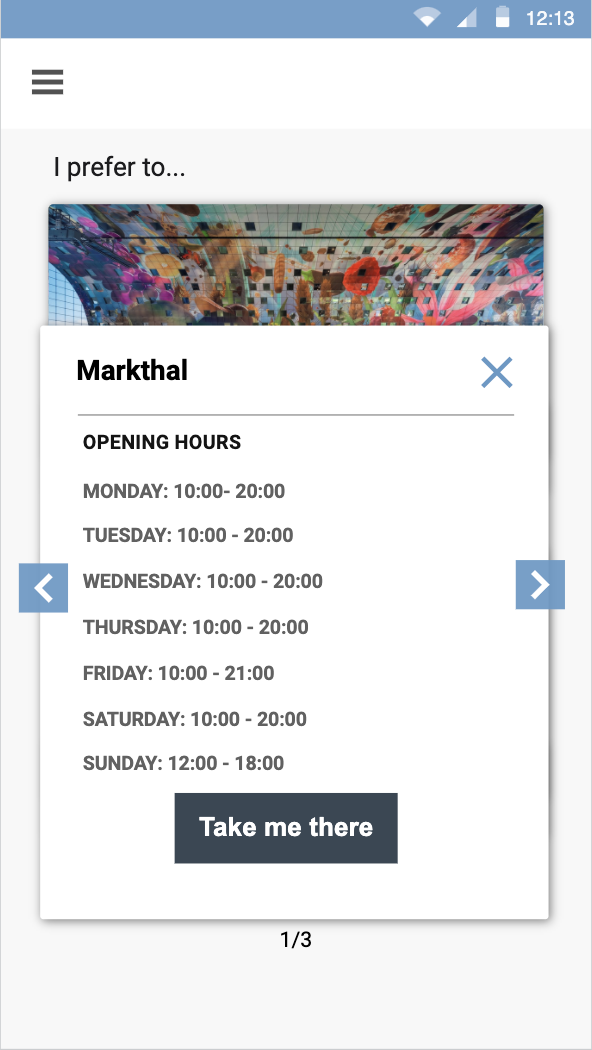 12:13
I prefer to...
Markthal
OPENING HOURS
MONDAY: 10:00- 20:00
TUESDAY: 10:00 - 20:00
WEDNESDAY: 10:00 - 20:00
THURSDAY: 10:00 - 20:00
FRIDAY: 10:00 - 21:00
SATURDAY: 10:00 - 20:00
SUNDAY: 12:00 - 18:00
Take me there
1/3